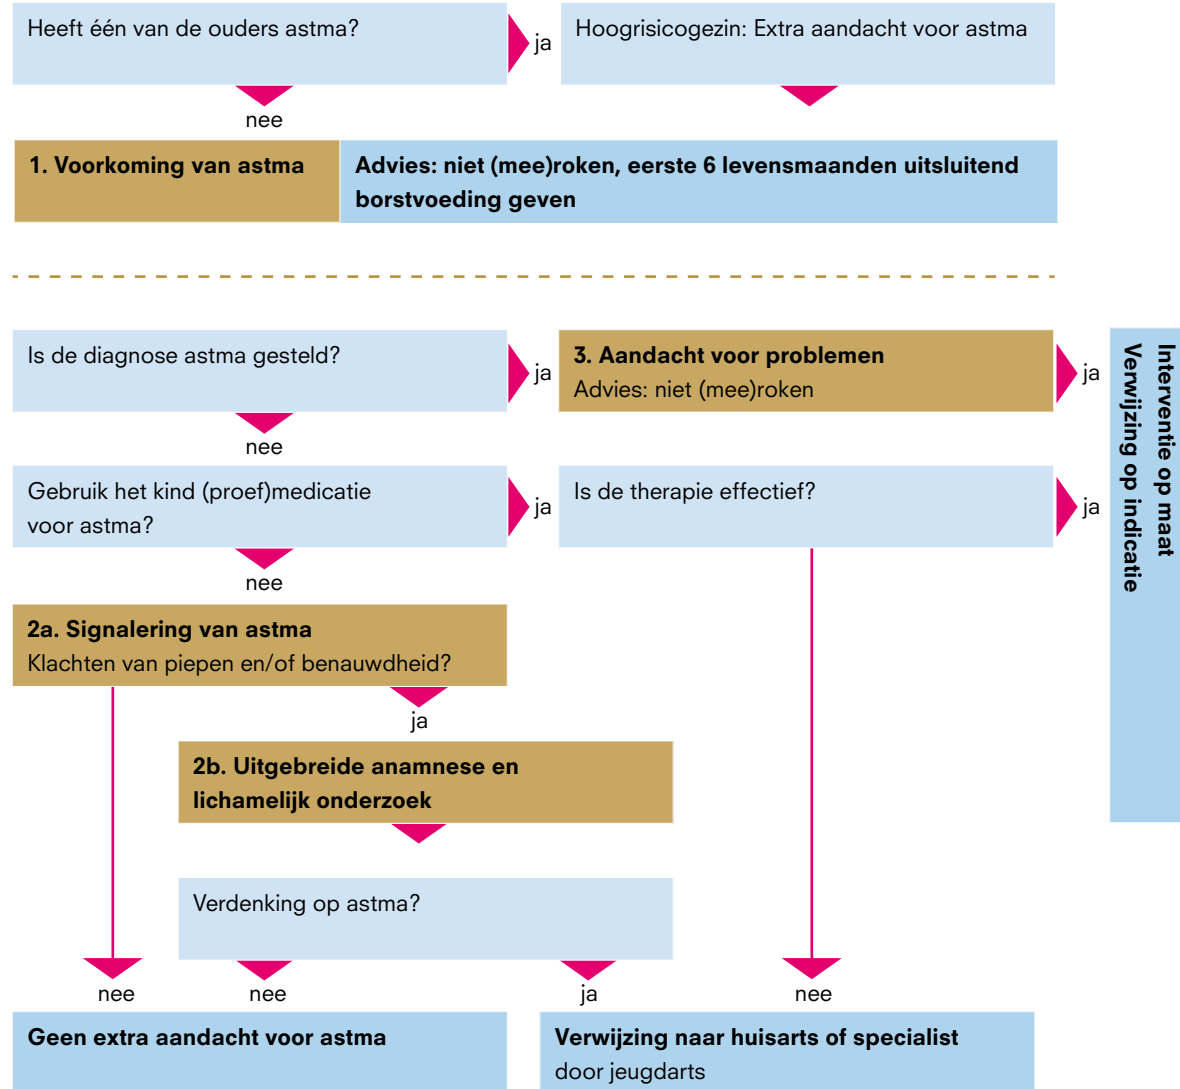 Heeft één van de ouders astma?
ja
Hoogrisicogezin: Extra aandacht voor astma
nee
1. Voorkoming van astma
Advies: niet (mee)roken, eerste 6 levensmaanden uitsluitend
borstvoeding geven
Is de diagnose astma gesteld?
ja
3. Aandacht voor problemen
Advies: niet (mee)roken
ja
Interventie op maat
Verwijzing op indicatie
nee
Gebruik het kind (proef)medicatie
voor astma?
ja
Is de therapie effectief?
ja
nee
2a. Signalering van astma
Klachten van piepen en/of benauwdheid?
ja
2b. Uitgebreide anamnese en
lichamelijk onderzoek
Verdenking op astma?
nee
nee
ja
nee
Geen extra aandacht voor astma
Verwijzing naar huisarts of specialist
door jeugdarts